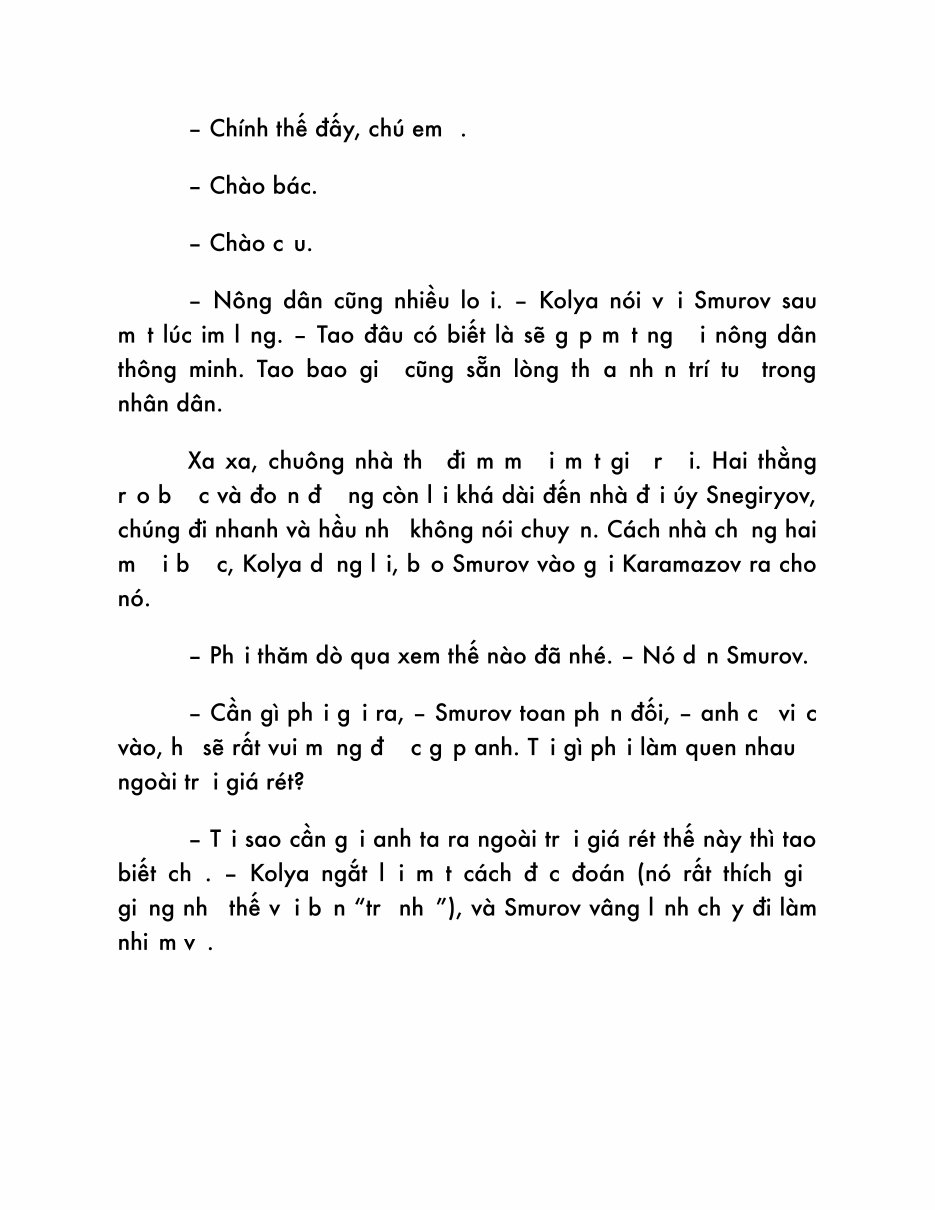 – Chính thế đấy, chú em  .
– Chào bác.
– Chào c u.
– Nông dân cũng nhiều lo i. – Kolya nói v i Smurov sau
m t lúc im l ng. – Tao đâu có biết là sẽ g p m t ng   i nông dân
thông minh. Tao bao gi  cũng sẵn lòng th a nh n trí tu  trong
nhân dân.
Xa xa, chuông nhà th  đi m m   i m t gi  r  i. Hai thằng
r o b  c và đo n đ  ng còn l i khá dài đến nhà đ i úy Snegiryov,
chúng đi nhanh và hầu nh  không nói chuy n. Cách nhà ch ng hai
m  i b  c, Kolya d ng l i, b o Smurov vào g i Karamazov ra cho
nó.
– Ph i thăm dò qua xem thế nào đã nhé. – Nó d n Smurov.
– Cần gì ph i g i ra, – Smurov toan ph n đối, – anh c  vi c
vào, h  sẽ rất vui m ng đ  c g p anh. T i gì ph i làm quen nhau
ngoài tr i giá rét?
– T i sao cần g i anh ta ra ngoài tr i giá rét thế này thì tao
biết ch . – Kolya ngắt l i m t cách đ c đoán (nó rất thích gi
gi ng nh  thế v i b n “tr  nh ”), và Smurov vâng l nh ch y đi làm
nhi m v .